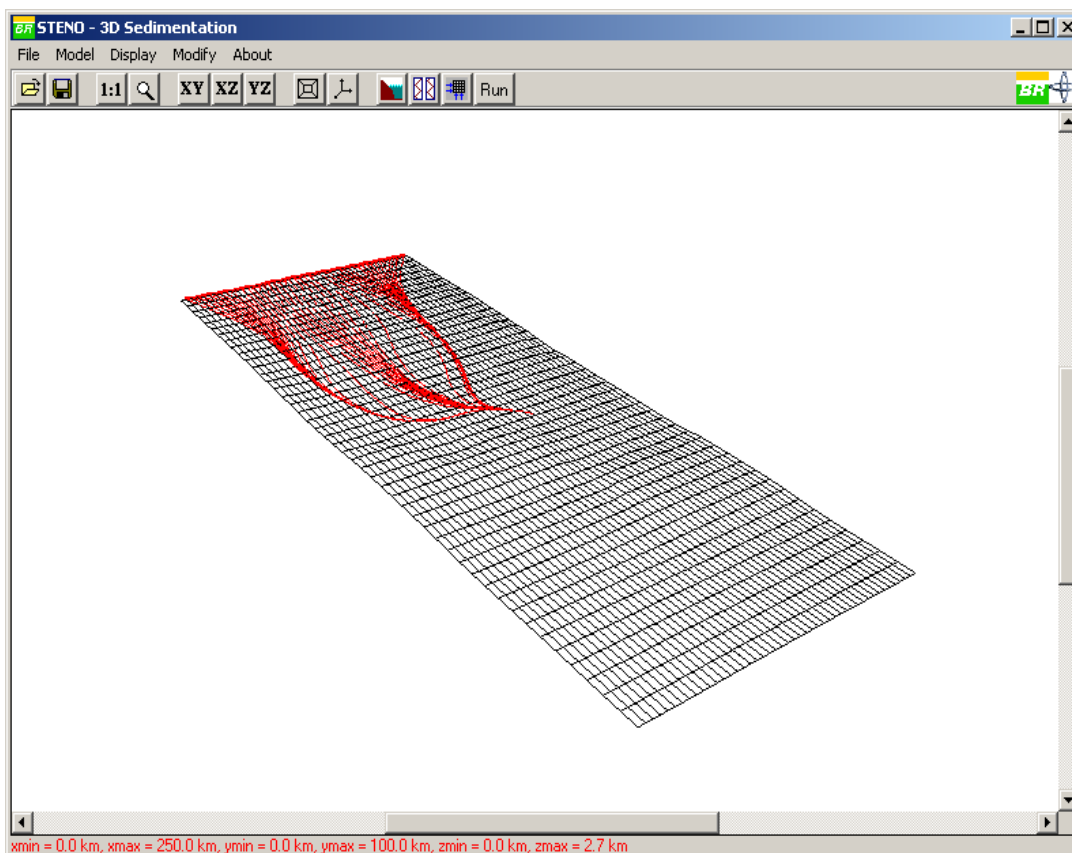 BR STENO - 3D Sedimentation
File Model Display Modify About
1:1 XY XZ YZ Run BR
xmin = 0.0 km, xmax = 250.0 km, ymin = 0.0 km, ymax = 100.0 km, zmin = 0.0 km, zmax = 2.7 km